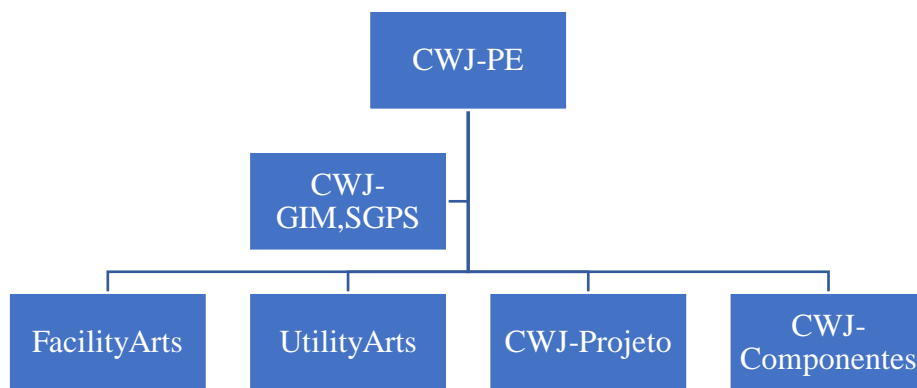 CWJ-PE
CWJ-
GIM,SGPS
FacilityArts
UtilityArts
CWJ-Projeto
CWJ-
Componentes